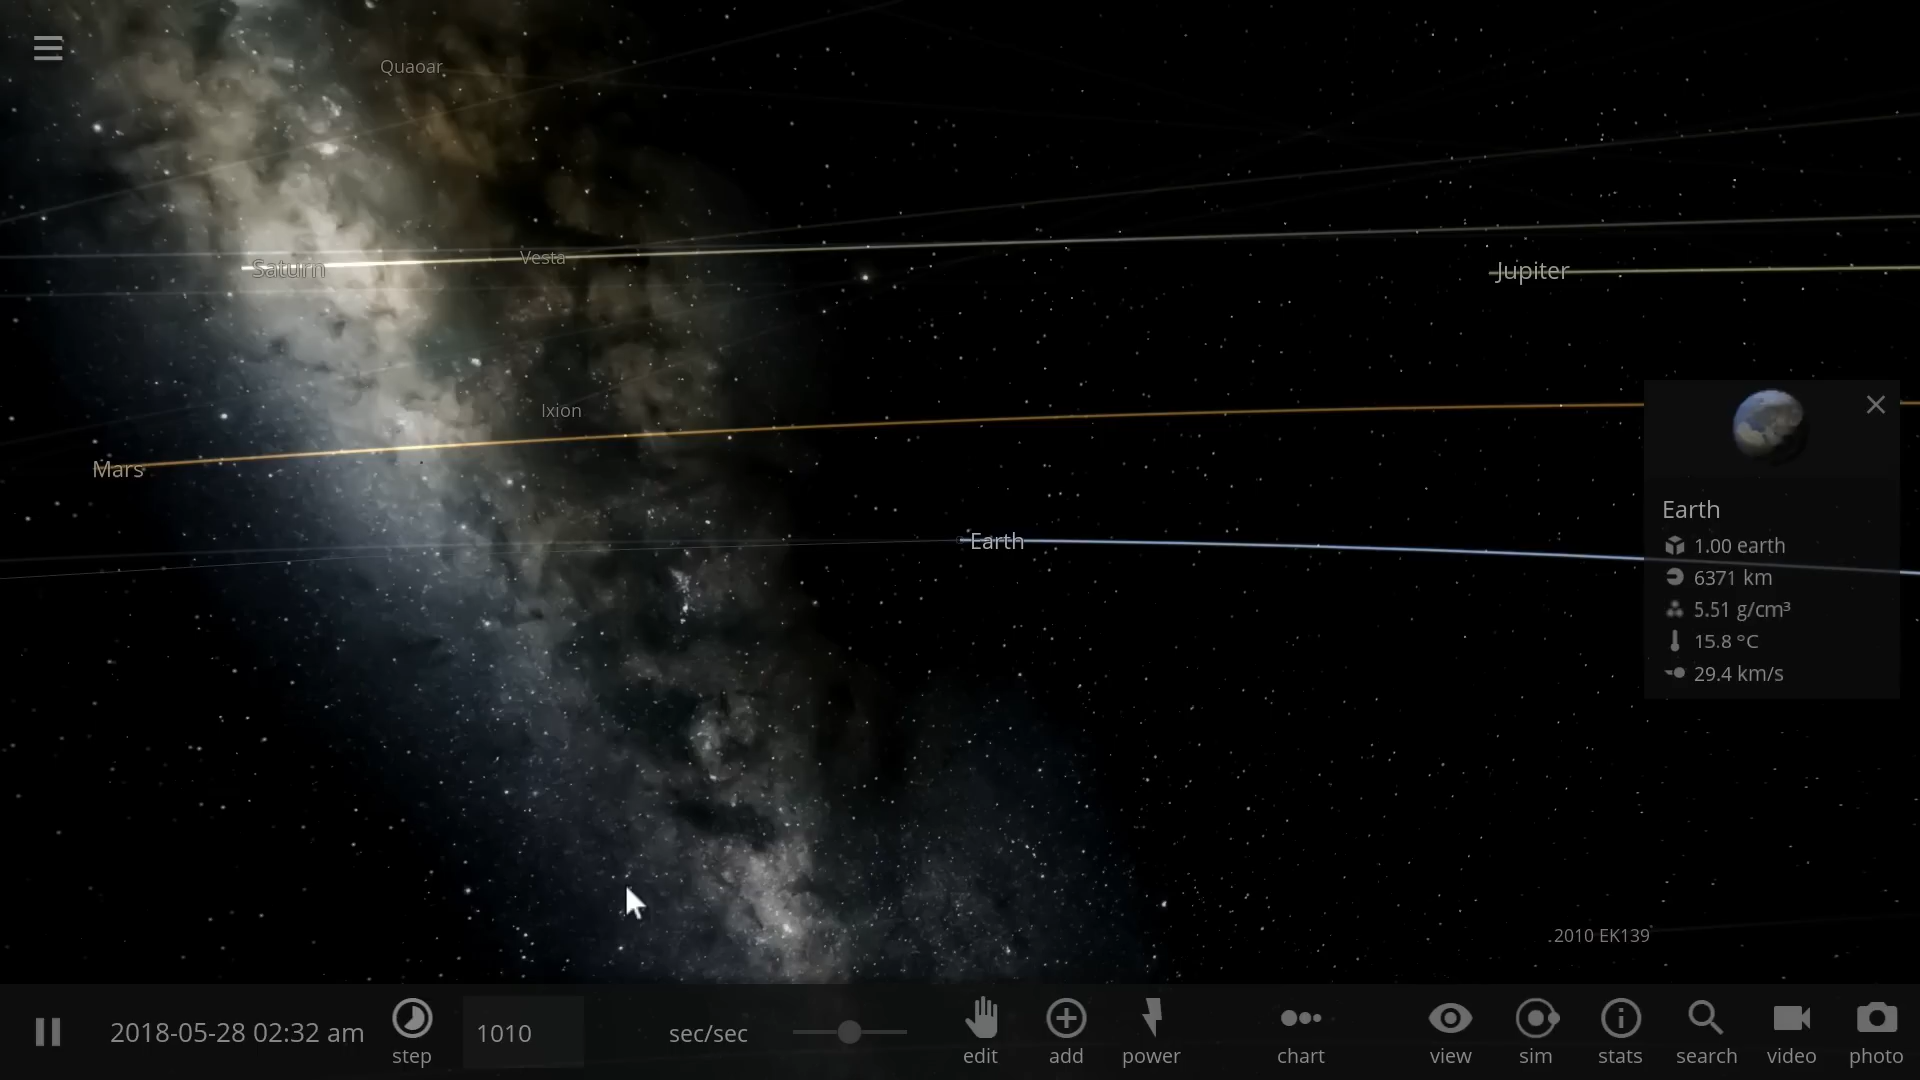 Quaoar
Saturn
Vesta
Jupiter
Ixion
Mars
Earth
Earth
1.00 earth
6371 km
5.51 g/cm³
15.8 °C
29.4 km/s
2010 EK139
2018-05-28 02:32 am
step
1010
sec/sec
edit
add
power
chart
view
sim
stats
search
video
photo